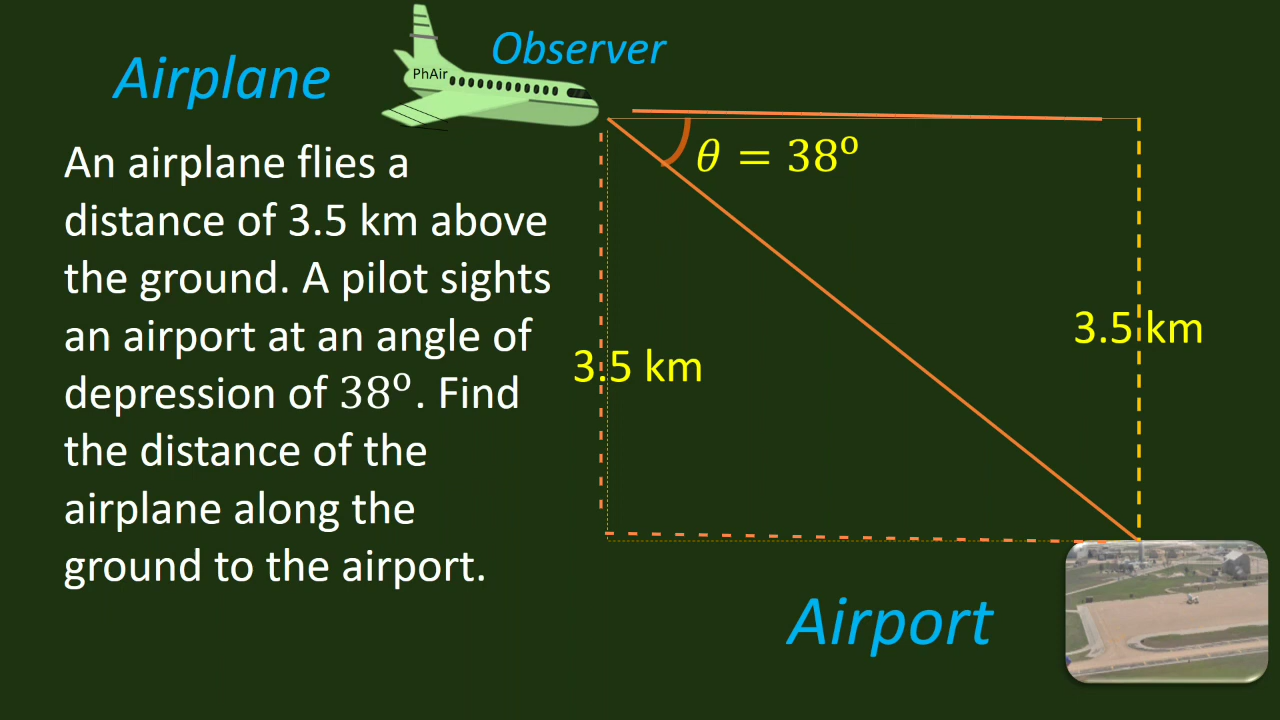 Airplane
PhAir
Observer
An airplane flies a
distance of 3.5 km above
the ground. A pilot sights
an airport at an angle of
depression of 38º. Find
the distance of the
airplane along the
ground to the airport.
θ = 38º
3.5 km
3.5 km
Airport